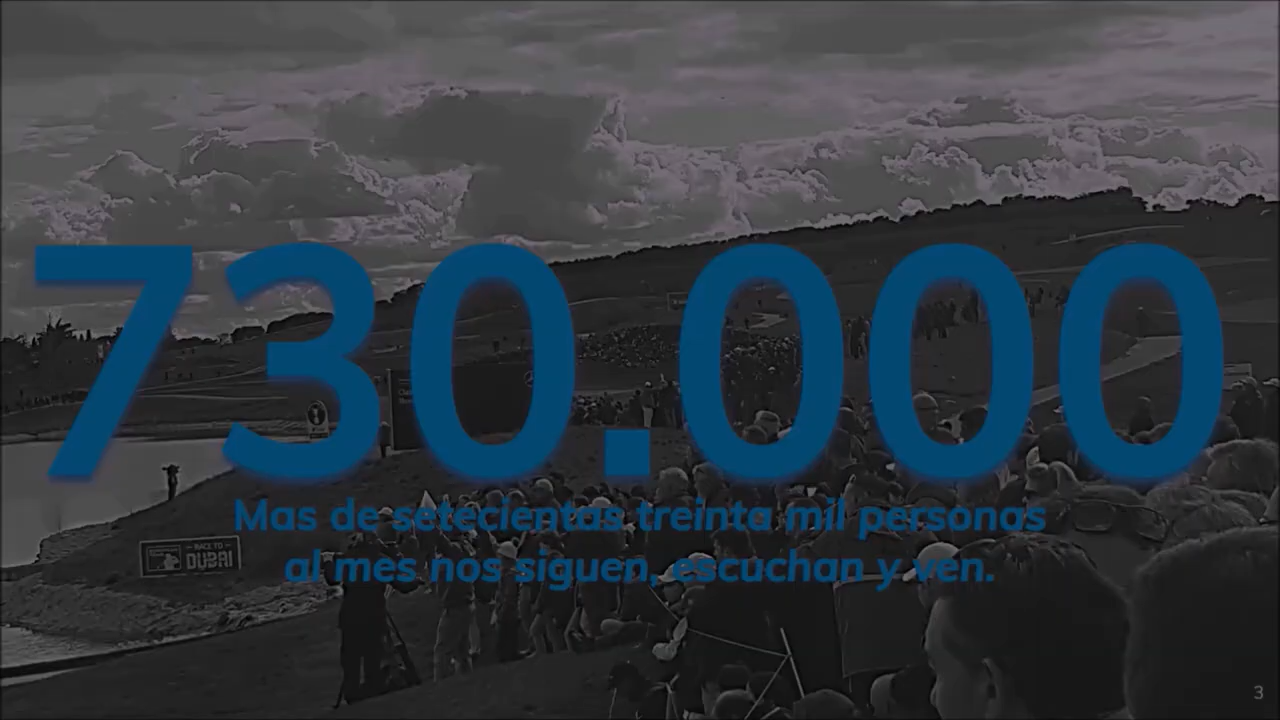 730.000
Mas de setecientas treinta mil personas
al mes nos siguen, escuchan y ven.
RACE TO
DUBAI
3